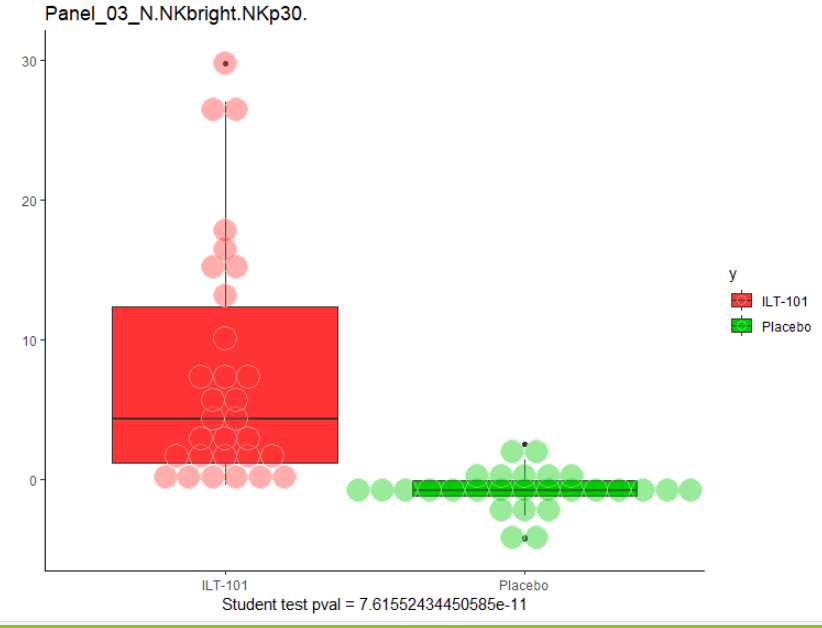 Panel_03_N.NKbright.NKp30.
30
20
10
0
ILT-101
Placebo
Student test pval = 7.61552434450585e-11
y
ILT-101
Placebo